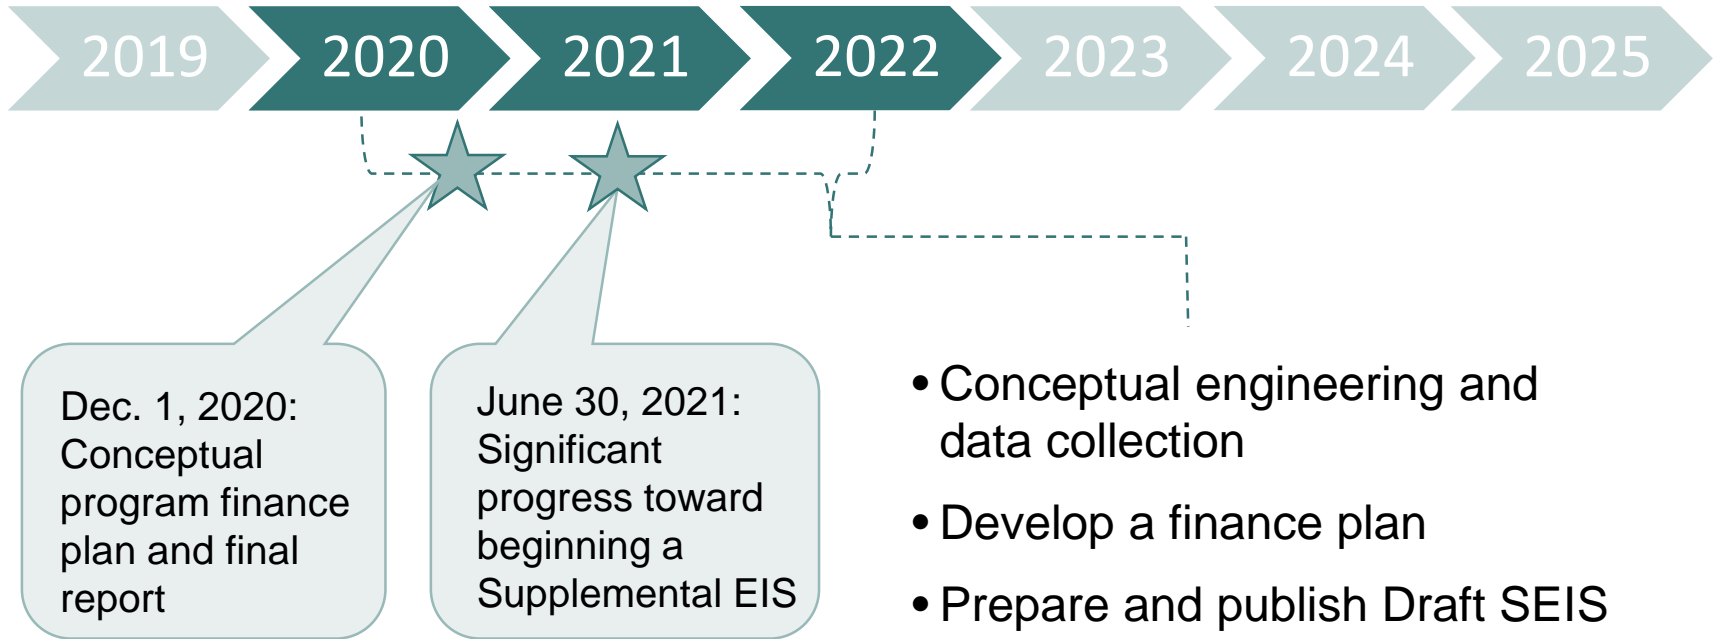 2019 2020 2021 2022 2023 2024 2025
Dec. 1, 2020:
Conceptual
program finance
plan and final
report
June 30, 2021:
Significant
progress toward
beginning a
Supplemental EIS
• Conceptual engineering and
data collection
• Develop a finance plan
• Prepare and publish Draft SEIS